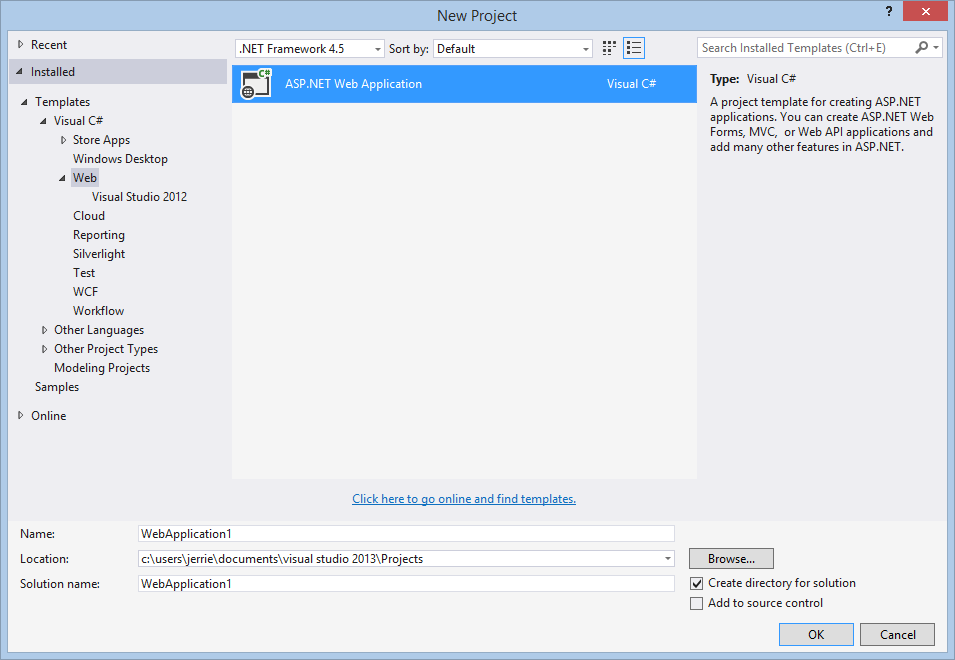 New Project
?
Recent
Installed
Templates
Visual C#
Store Apps
Windows Desktop
Web
Visual Studio 2012
Cloud
Reporting
Silverlight
Test
WCF
Workflow
Other Languages
Other Project Types
Modeling Projects
Samples
Online
.NET Framework 4.5 Sort by: Default
C# ASP.NET Web Application Visual C#
Click here to go online and find templates.
Search Installed Templates (Ctrl+E)
Type: Visual C#
A project template for creating ASP.NET
applications. You can create ASP.NET Web
Forms, MVC, or Web API applications and
add many other features in ASP.NET.
Name: WebApplication1
Location: c:\users\jerrie\documents\visual studio 2013\Projects Browse...
Solution name: WebApplication1
Create directory for solution
Add to source control
OK Cancel